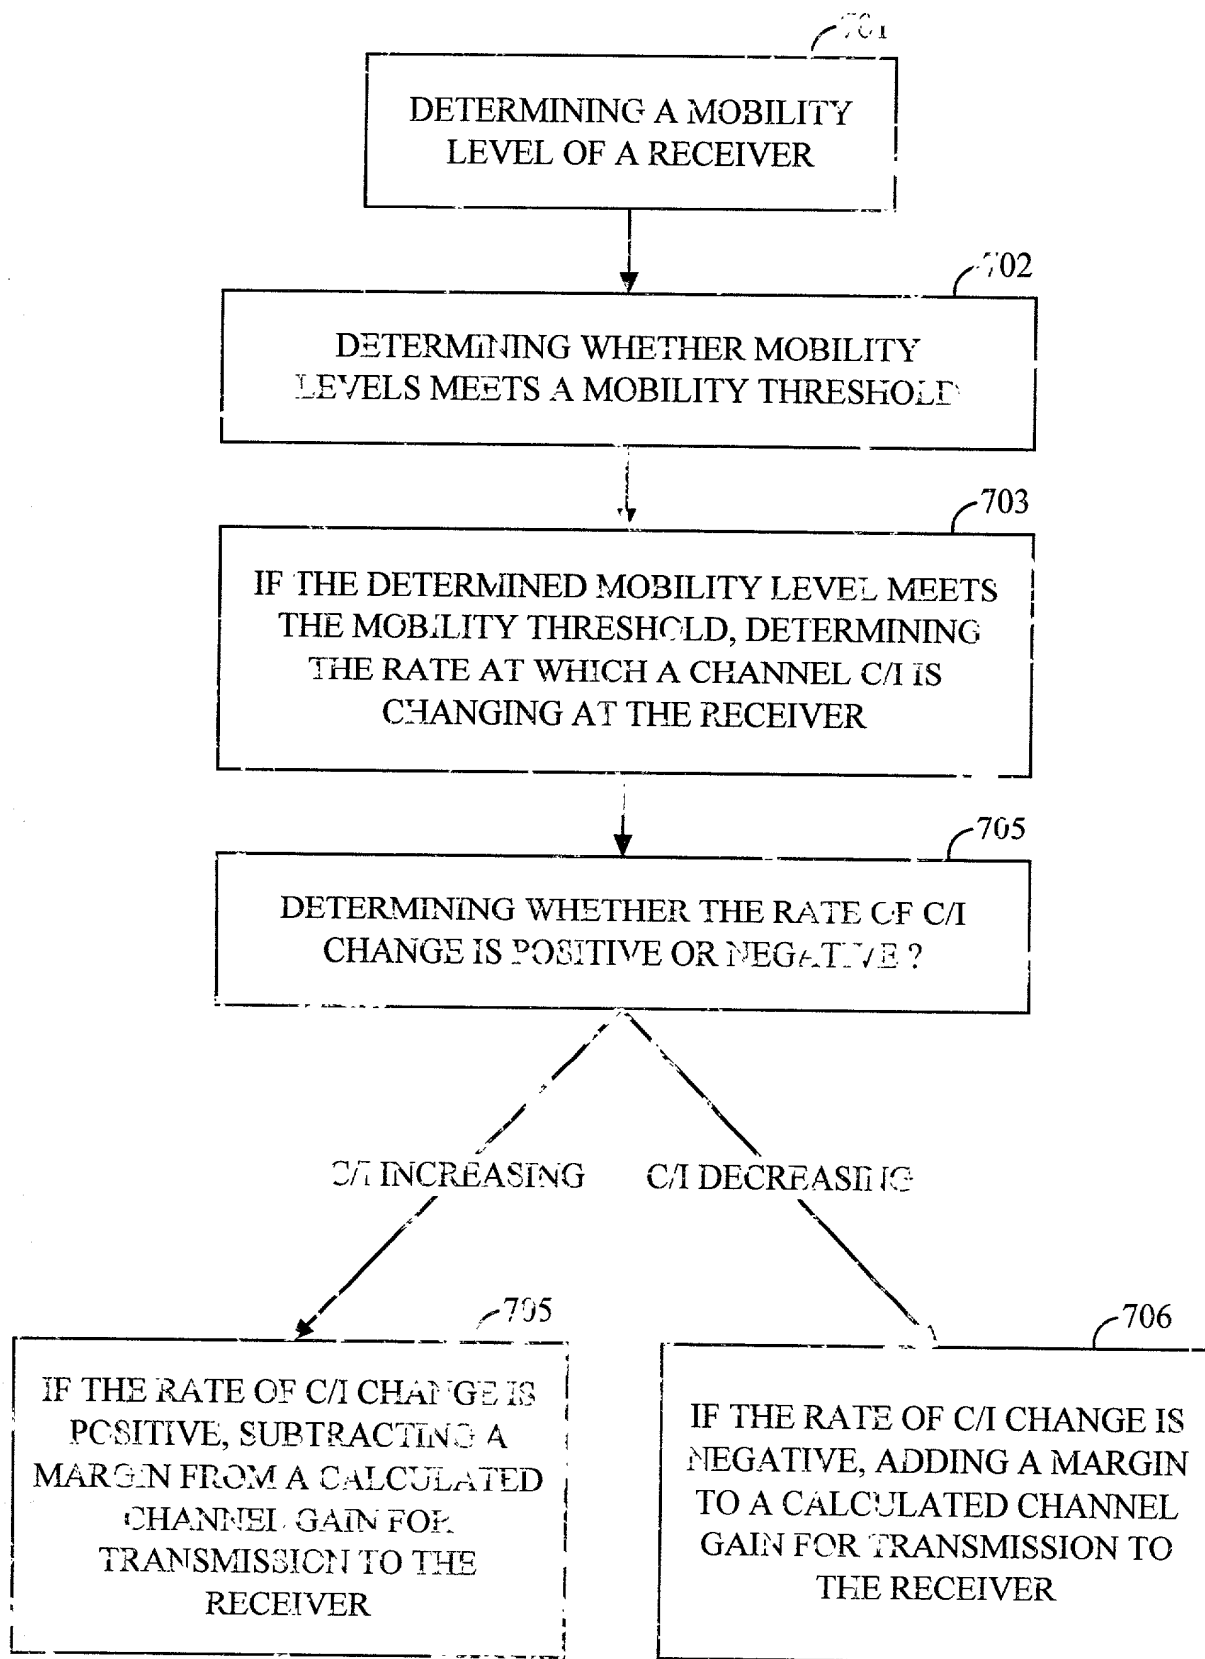 701
DETERMINING A MOBILITY
LEVEL OF A RECEIVER
702
DETERMINING WHETHER MOBILITY
LEVELS MEETS A MOBILITY THRESHOLD
703
IF THE DETERMINED MOBILITY LEVEL MEETS
THE MOBILITY THRESHOLD, DETERMINING
THE RATE AT WHICH A CHANNEL C/I IS
CHANGING AT THE RECEIVER
705
DETERMINING WHETHER THE RATE OF C/I
CHANGE IS POSITIVE OR NEGATIVE ?
C/I INCREASING
C/I DECREASING
705
IF THE RATE OF C/I CHANGE IS
POSITIVE, SUBTRACTING A
MARGIN FROM A CALCULATED
CHANNEL GAIN FOR
TRANSMISSION TO THE
RECEIVER
706
IF THE RATE OF C/I CHANGE IS
NEGATIVE, ADDING A MARGIN
TO A CALCULATED CHANNEL
GAIN FOR TRANSMISSION TO
THE RECEIVER